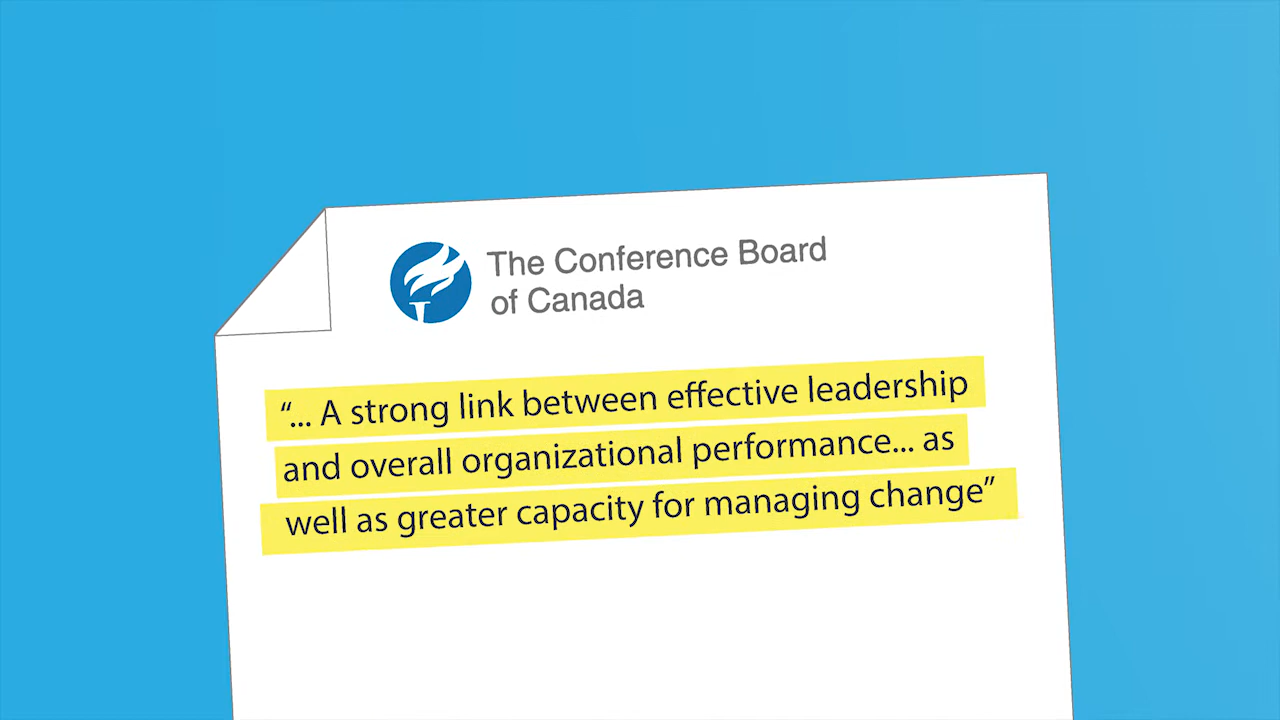 The Conference Board
of Canada
“... A strong link between effective leadership
and overall organizational performance... as
well as greater capacity for managing change”